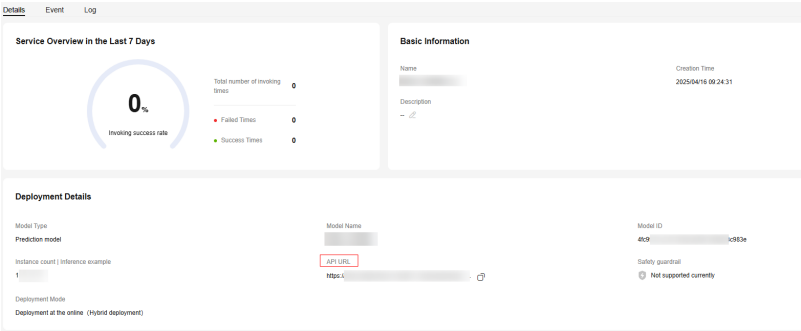 Details Event Log
Service Overview in the Last 7 Days
0%
Invoking success rate
Total number of invoking times 0
Failed Times 0
Success Times 0
Basic Information
Name
Creation Time
2025/04/16 09:24:31
Description
--
Deployment Details
Model Type
Prediction model
Model Name
Model ID
4fc9
c983e
Instance count | Inference example
1
API URL
https:/
Safety guardrail
Not supported currently
Deployment Mode
Deployment at the online (Hybrid deployment)